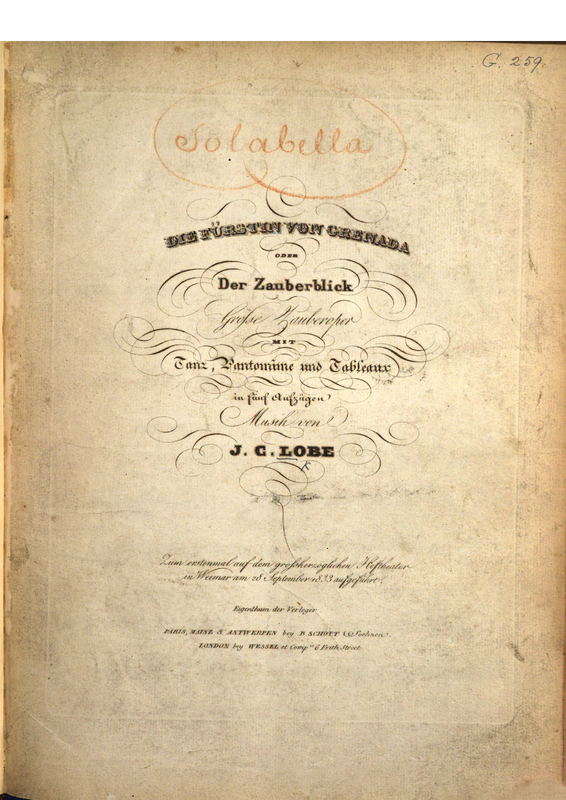 G. 259.
Solabella
DIE FÜRSTIN VON GRENADA
ODER
Der Zauberblick
Große Zauberoper
MIT
Tanz, Pantomime und Tableaux
in fünf Aufzügen
Musik von
J. C. LOBE
Zum erstenmal auf dem großherzoglichen Hoftheater
in Weimar am 28 September 1833 aufgeführt.
Eigenthum der Verleger
PARIS, MAINZ & ANTWERPEN bey B. SCHOTT'S Soehnen.
LONDON bey WESSEL et Comp. 6 Frith Street